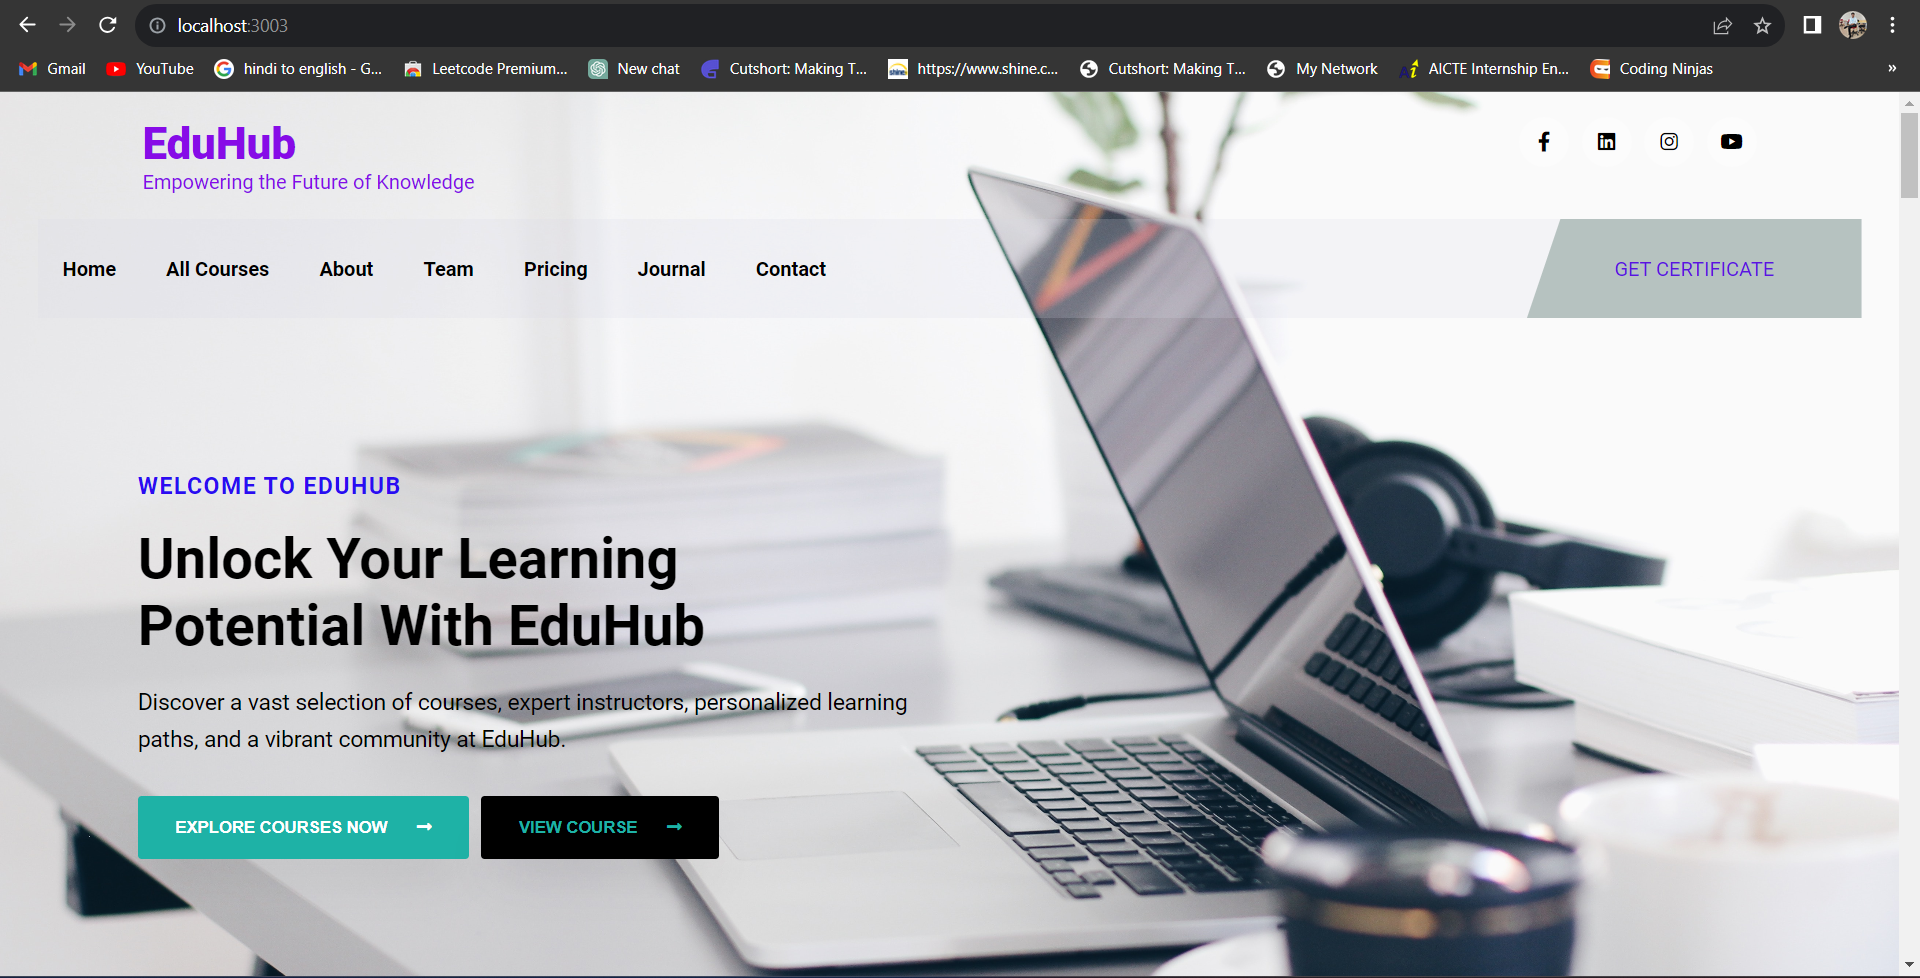 localhost:3003
Gmail YouTube hindi to english - G... Leetcode Premium... New chat Cutshort: Making T... https://www.shine.c... Cutshort: Making T... My Network AICTE Internship En... Coding Ninjas »
EduHub
Empowering the Future of Knowledge
Home All Courses About Team Pricing Journal Contact GET CERTIFICATE
WELCOME TO EDUHUB
Unlock Your Learning
Potential With EduHub
Discover a vast selection of courses, expert instructors, personalized learning
paths, and a vibrant community at EduHub.
EXPLORE COURSES NOW → VIEW COURSE →